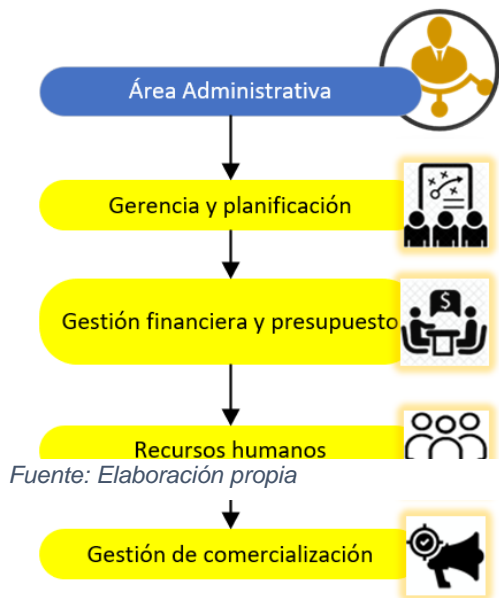 Área Administrativa
Gerencia y planificación
Gestión financiera y presupuesto
$
Recursos humanos
Fuente: Elaboración propia
Gestión de comercialización